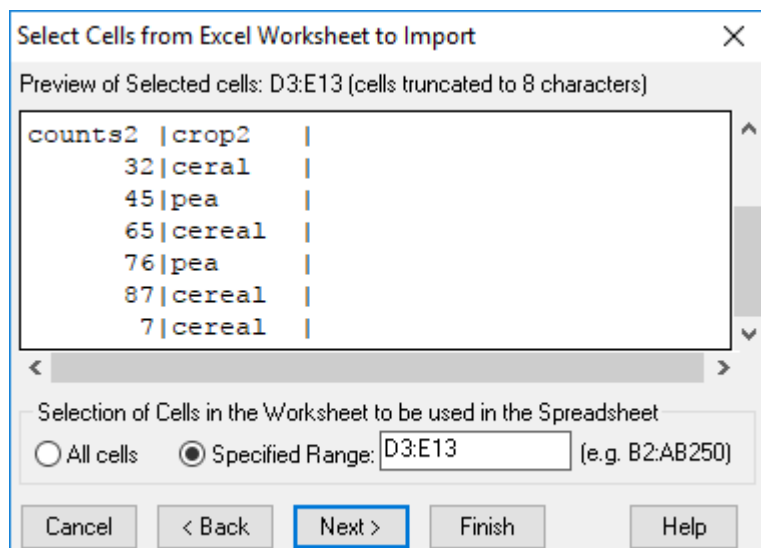 Select Cells from Excel Worksheet to Import
Preview of Selected cells: D3:E13 (cells truncated to 8 characters)
counts2 |crop2 |
32|ceral |
45|pea |
65|cereal |
76|pea |
87|cereal |
7|cereal |
Selection of Cells in the Worksheet to be used in the Spreadsheet
All cells Specified Range: D3:E13 (e.g. B2:AB250)
Cancel < Back Next > Finish Help